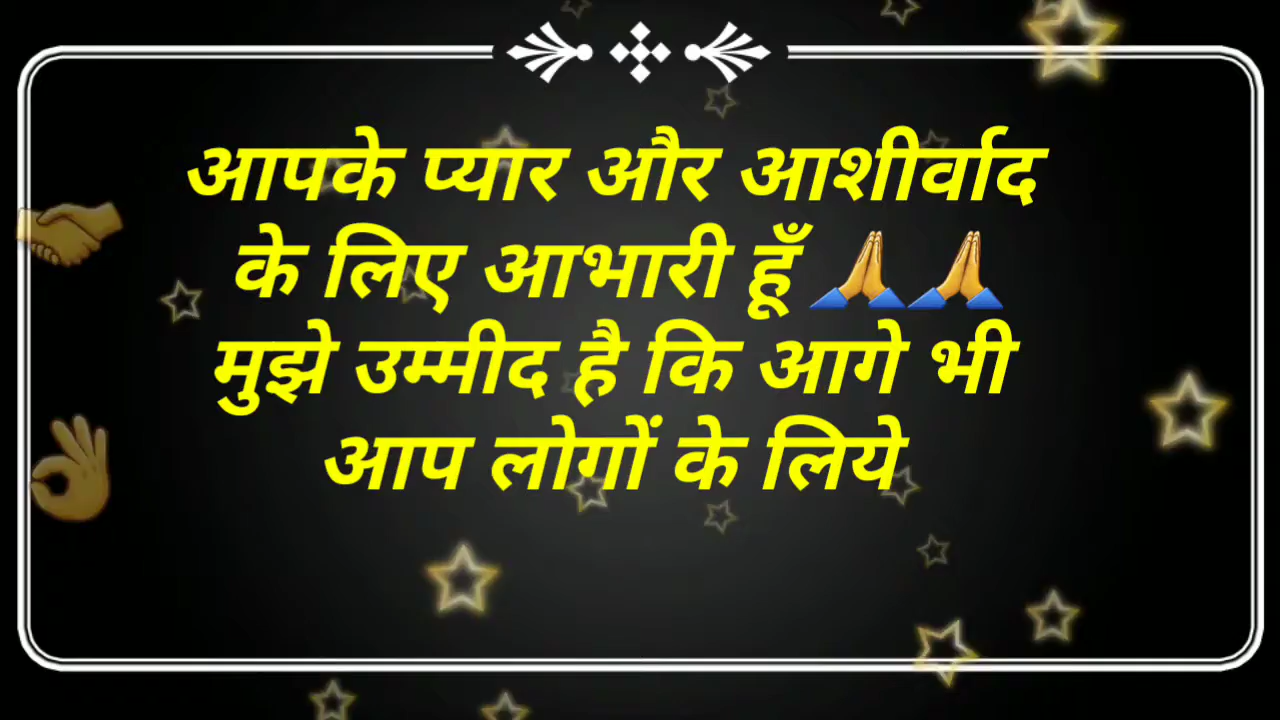 आपके प्यार और आशीर्वाद
के लिए आभारी हूँ 🙏🙏
मुझे उम्मीद है कि आगे भी
आप लोगों के लिये